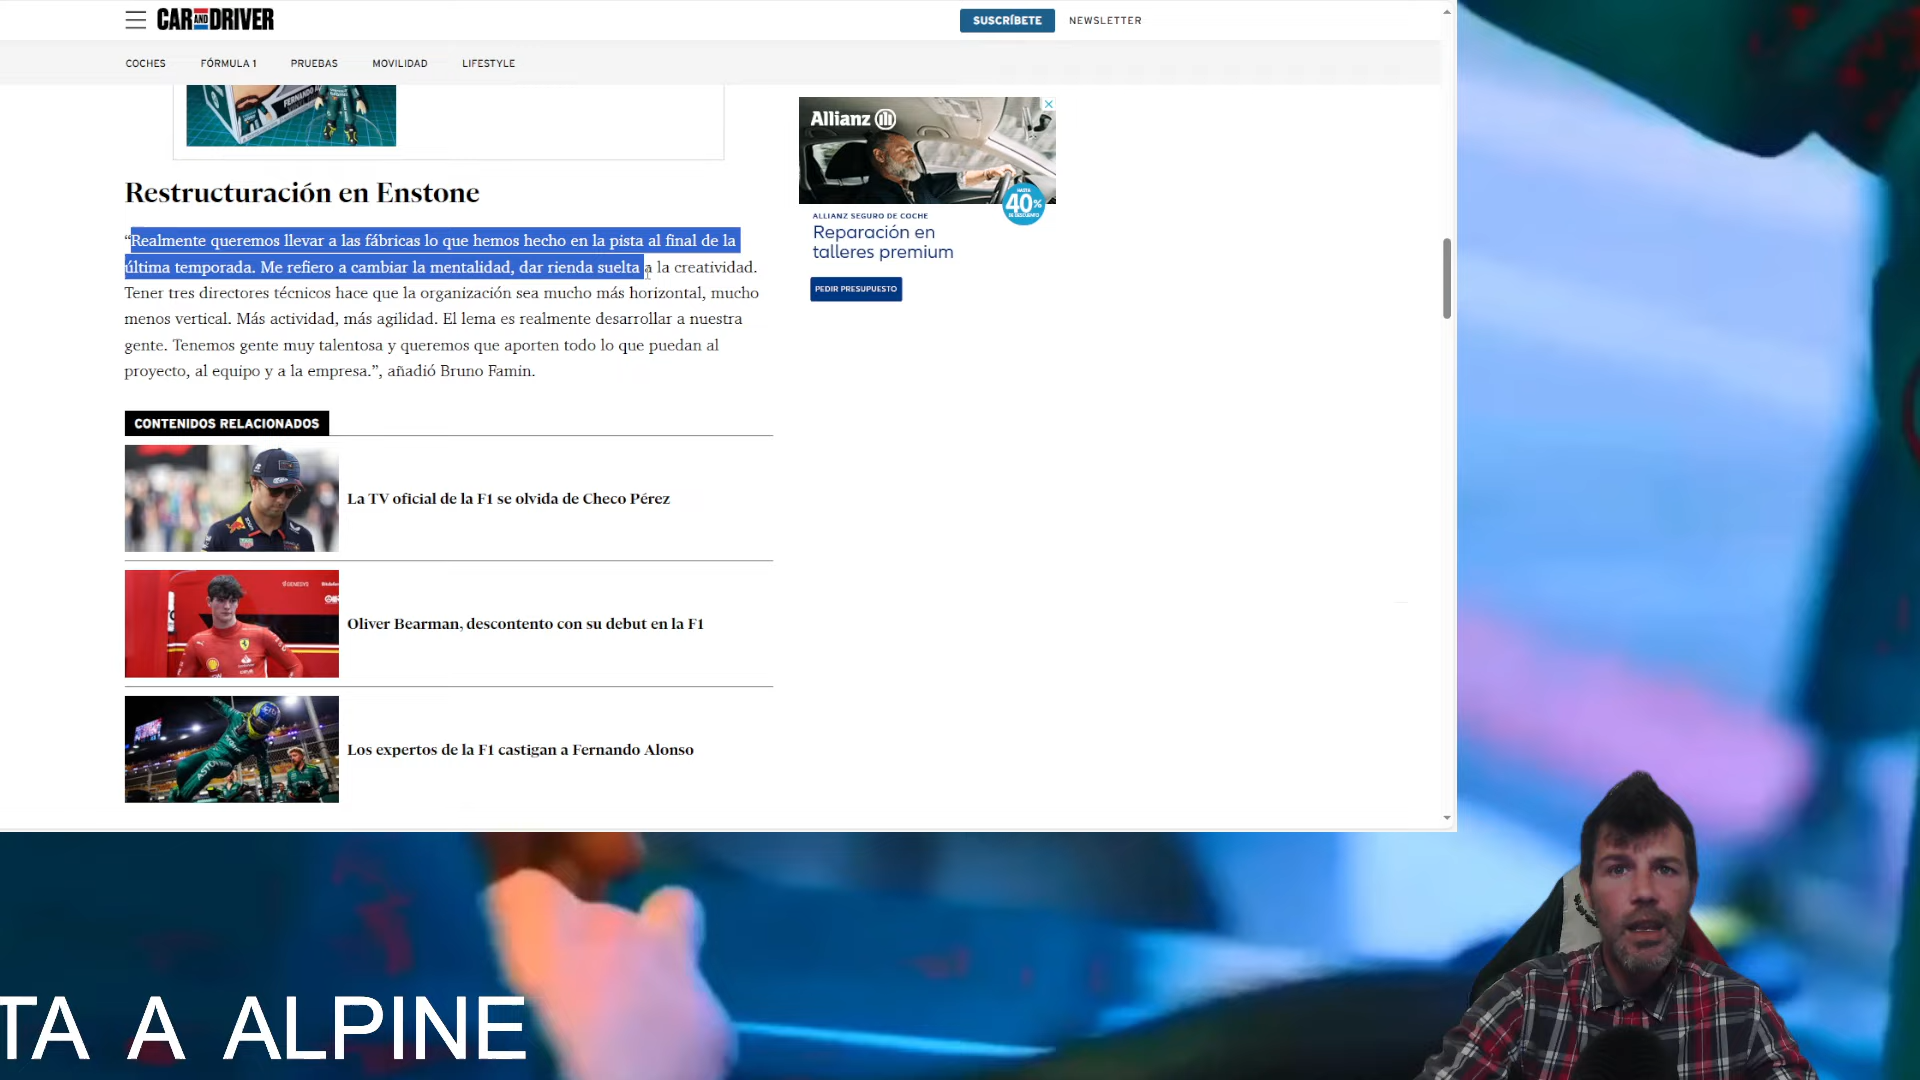 CAR AND DRIVER
SUSCRÍBETE
NEWSLETTER
COCHES
FÓRMULA 1
PRUEBAS
MOVILIDAD
LIFESTYLE
Allianz
HASTA
40%
ALLIANZ SEGURO DE COCHE
Reparación en
talleres premium
PEDIR PRESUPUESTO
Restructuración en Enstone
“Realmente queremos llevar a las fábricas lo que hemos hecho en la pista al final de la
última temporada. Me refiero a cambiar la mentalidad, dar rienda suelta a la creatividad.
Tener tres directores técnicos hace que la organización sea mucho más horizontal, mucho
menos vertical. Más actividad, más agilidad. El lema es realmente desarrollar a nuestra
gente. Tenemos gente muy talentosa y queremos que aporten todo lo que puedan al
proyecto, al equipo y a la empresa.”, añadió Bruno Famin.
CONTENIDOS RELACIONADOS
La TV oficial de la F1 se olvida de Checo Pérez
Oliver Bearman, descontento con su debut en la F1
Los expertos de la F1 castigan a Fernando Alonso
TA A ALPINE